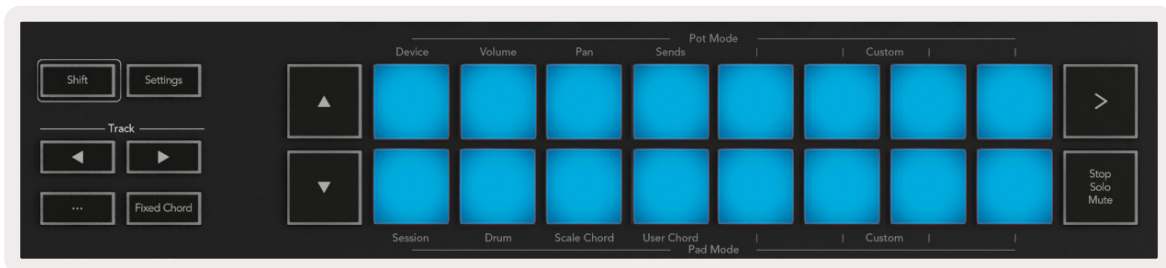 Pot Mode
Device Volume Pan Sends Custom
Shift Settings
Track
...
Fixed Chord
>
Stop
Solo
Mute
Session Drum Scale Chord User Chord Custom
Pad Mode